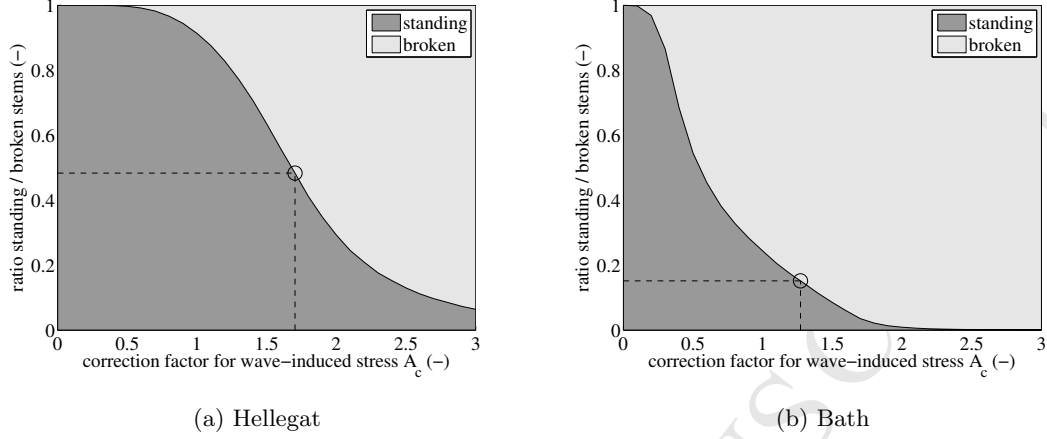 1
0.8
0.6
0.4
0.2
0
ratio standing / broken stems (−)
standing
broken
0 0.5 1 1.5 2 2.5 3
correction factor for wave−induced stress A_c (−)
(a) Hellegat
1
0.8
0.6
0.4
0.2
0
ratio standing / broken stems (−)
standing
broken
0 0.5 1 1.5 2 2.5 3
correction factor for wave−induced stress A_c (−)
(b) Bath